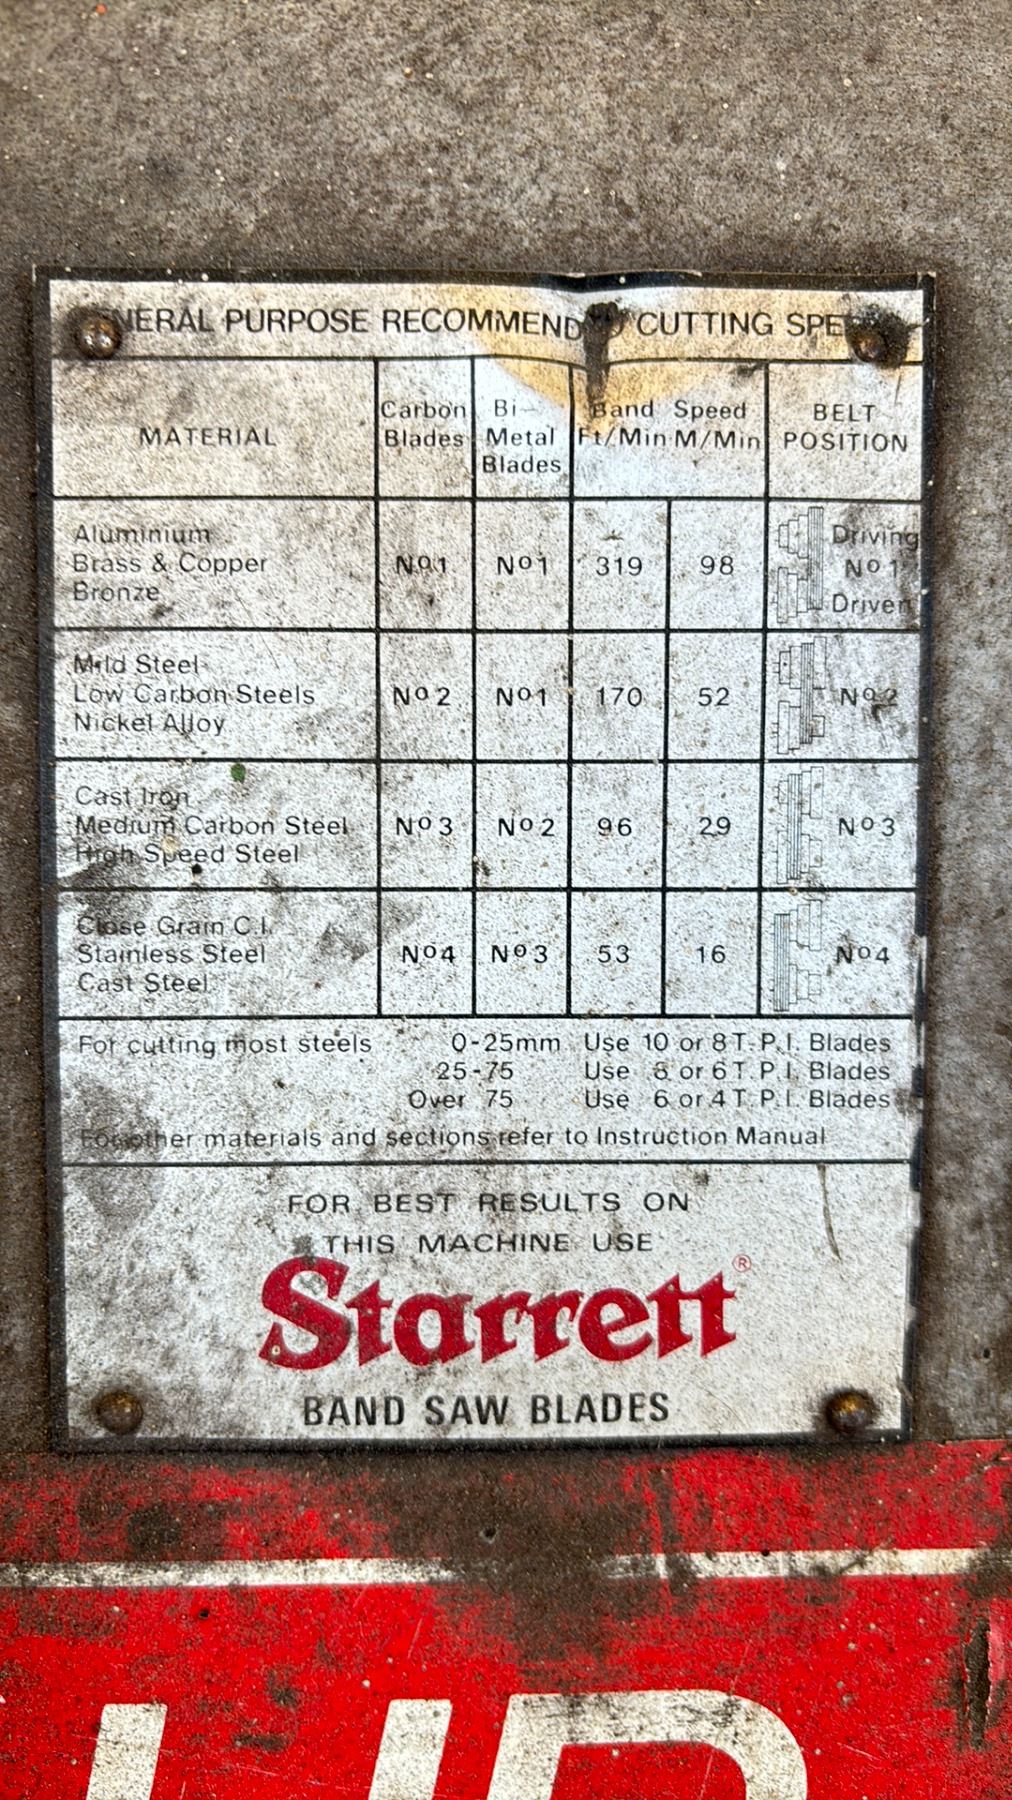 GENERAL PURPOSE RECOMMENDED CUTTING SPEEDS
MATERIAL
Carbon Blades
Bi-Metal Blades
Band Speed
Ft/Min M/Min
BELT POSITION
Aluminium
Brass & Copper
Bronze
Nº1 Nº1 319 98
Driving
Nº1
Driven
Mild Steel
Low Carbon Steels
Nickel Alloy
Nº2 Nº1 170 52 Nº2
Cast Iron
Medium Carbon Steel
High Speed Steel
Nº3 Nº2 96 29 Nº3
Close Grain C.I.
Stainless Steel
Cast Steel
Nº4 Nº3 53 16 Nº4
For cutting most steels 0-25mm Use 10 or 8 T.P.I. Blades
25-75 Use 8 or 6 T.P.I. Blades
Over 75 Use 6 or 4 T.P.I. Blades
For other materials and sections refer to Instruction Manual
FOR BEST RESULTS ON
THIS MACHINE USE
Starrett®
BAND SAW BLADES